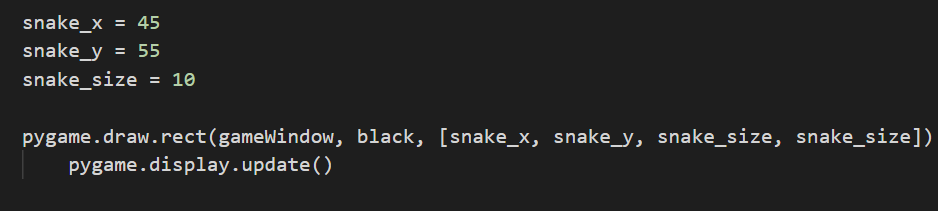 snake_x = 45
snake_y = 55
snake_size = 10
pygame.draw.rect(gameWindow, black, [snake_x, snake_y, snake_size, snake_size])
    pygame.display.update()